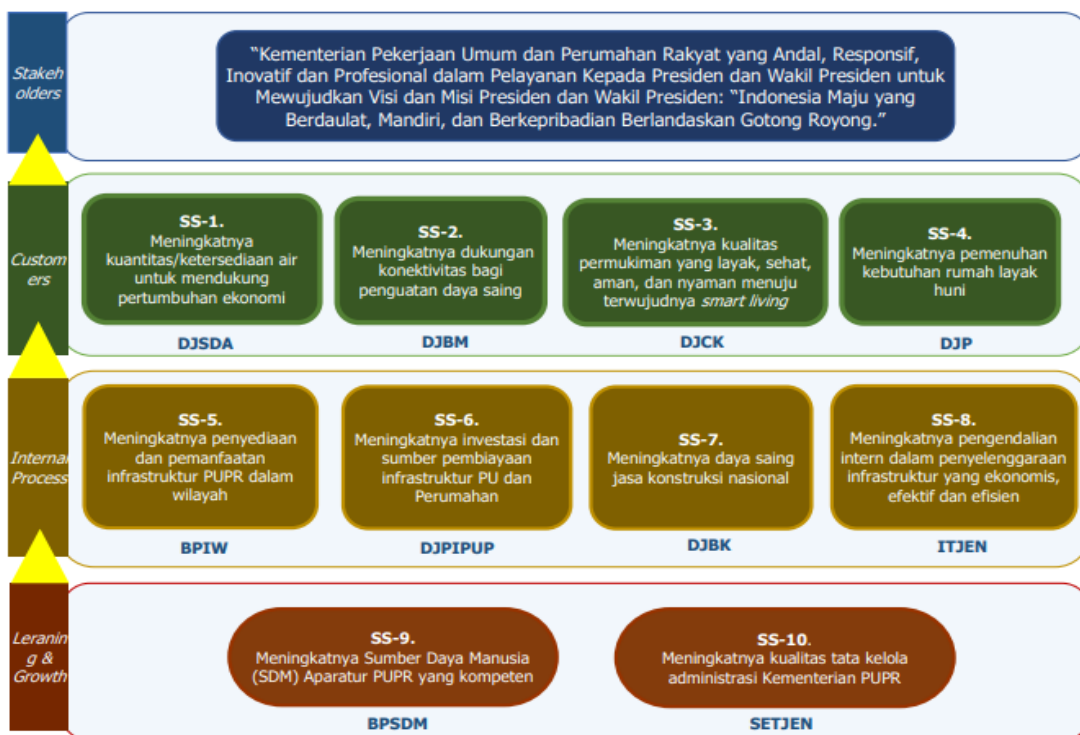 Stakeh
olders
“Kementerian Pekerjaan Umum dan Perumahan Rakyat yang Andal, Responsif,
Inovatif dan Profesional dalam Pelayanan Kepada Presiden dan Wakil Presiden untuk
Mewujudkan Visi dan Misi Presiden dan Wakil Presiden: “Indonesia Maju yang
Berdaulat, Mandiri, dan Berkepribadian Berlandaskan Gotong Royong.”
Custom
ers
SS-1.
Meningkatnya
kuantitas/ketersediaan air
untuk mendukung
pertumbuhan ekonomi
DJSDA
SS-2.
Meningkatnya dukungan
konektivitas bagi
penguatan daya saing
DJBM
SS-3.
Meningkatnya kualitas
permukiman yang layak, sehat,
aman, dan nyaman menuju
terwujudnya smart living
DJCK
SS-4.
Meningkatnya pemenuhan
kebutuhan rumah layak
huni
DJP
Internal
Process
SS-5.
Meningkatnya penyediaan
dan pemanfaatan
infrastruktur PUPR dalam
wilayah
BPIW
SS-6.
Meningkatnya investasi dan
sumber pembiayaan
infrastruktur PU dan
Perumahan
DJPIPUP
SS-7.
Meningkatnya daya saing
jasa konstruksi nasional
DJBK
SS-8.
Meningkatnya pengendalian
intern dalam penyelenggaraan
infrastruktur yang ekonomis,
efektif dan efisien
ITJEN
Leranin
g &
Growth
SS-9.
Meningkatnya Sumber Daya Manusia
(SDM) Aparatur PUPR yang kompeten
BPSDM
SS-10.
Meningkatnya kualitas tata kelola
administrasi Kementerian PUPR
SETJEN